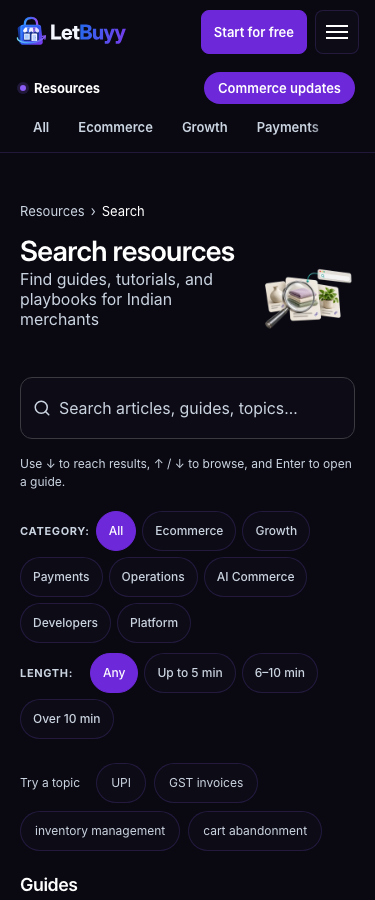 LetBuyy
Start for free
Resources
Commerce updates
All Ecommerce Growth Payments
Resources › Search
Search resources
Find guides, tutorials, and
playbooks for Indian
merchants
Search articles, guides, topics...
Use ↓ to reach results, ↑ / ↓ to browse, and Enter to open
a guide.
CATEGORY: All Ecommerce Growth
Payments Operations AI Commerce
Developers Platform
LENGTH: Any Up to 5 min 6–10 min
Over 10 min
Try a topic UPI GST invoices
inventory management cart abandonment
Guides